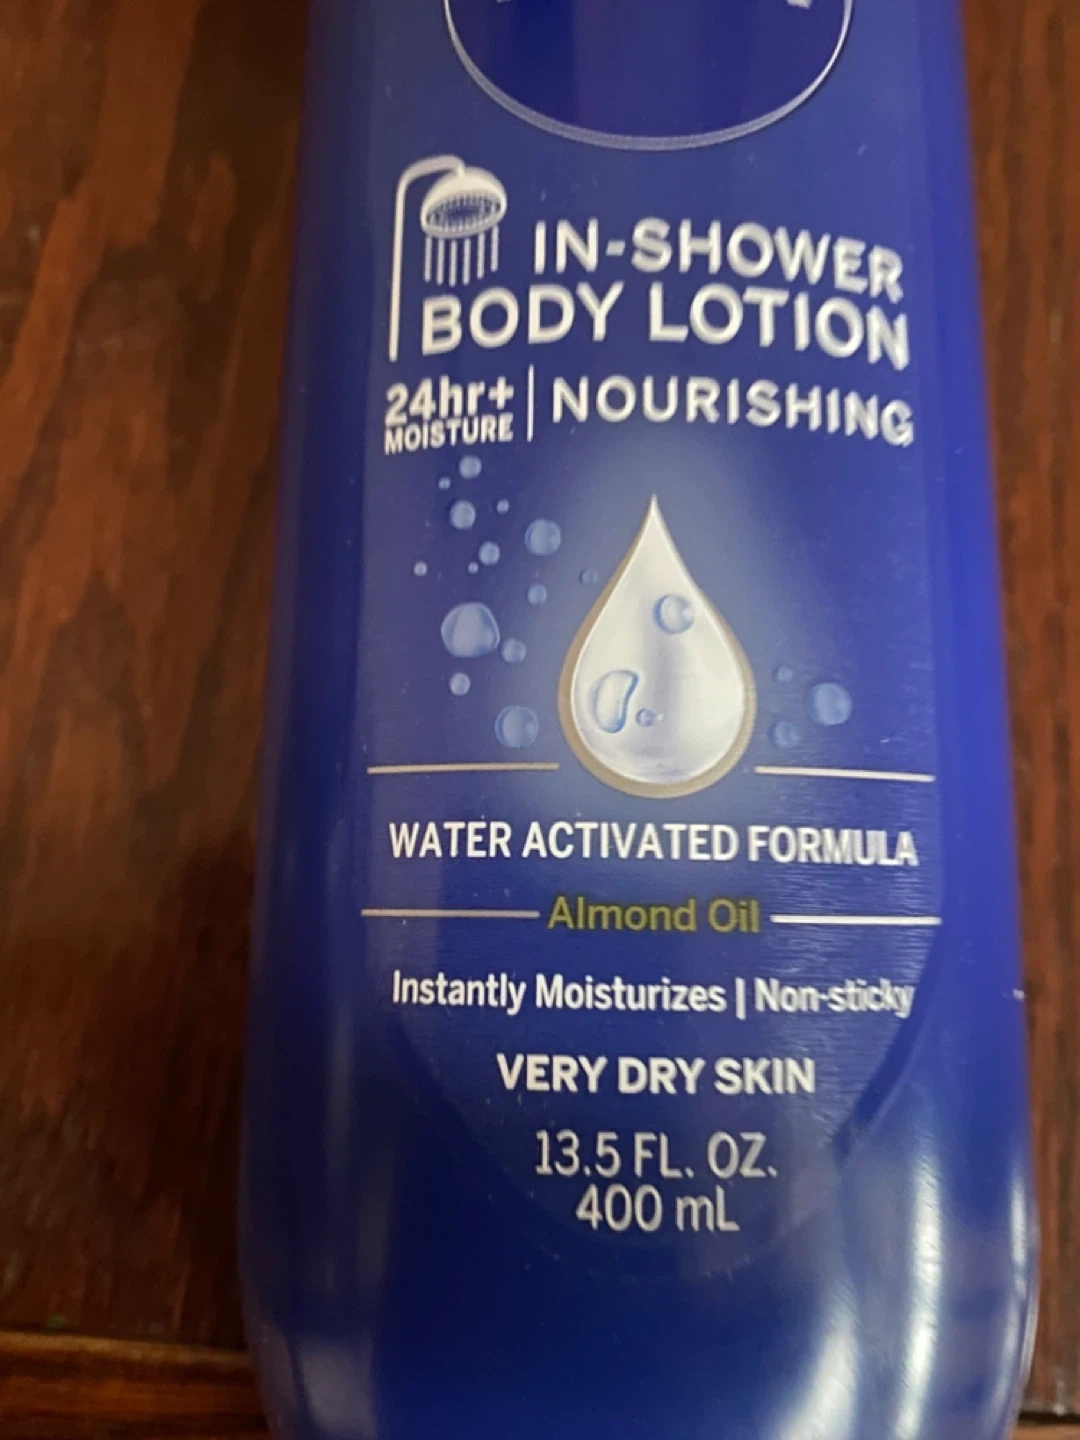 IN-SHOWER
BODY LOTION
24hr+
MOISTURE | NOURISHING
WATER ACTIVATED FORMULA
Almond Oil
Instantly Moisturizes | Non-sticky
VERY DRY SKIN
13.5 FL. OZ.
400 mL